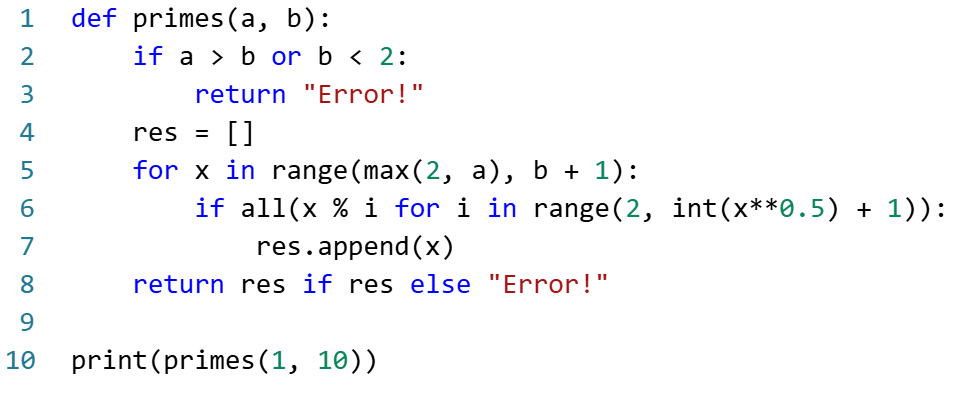 1 def primes(a, b):
2     if a > b or b < 2:
3         return "Error!"
4     res = []
5     for x in range(max(2, a), b + 1):
6         if all(x % i for i in range(2, int(x**0.5) + 1)):
7             res.append(x)
8     return res if res else "Error!"
9
10 print(primes(1, 10))